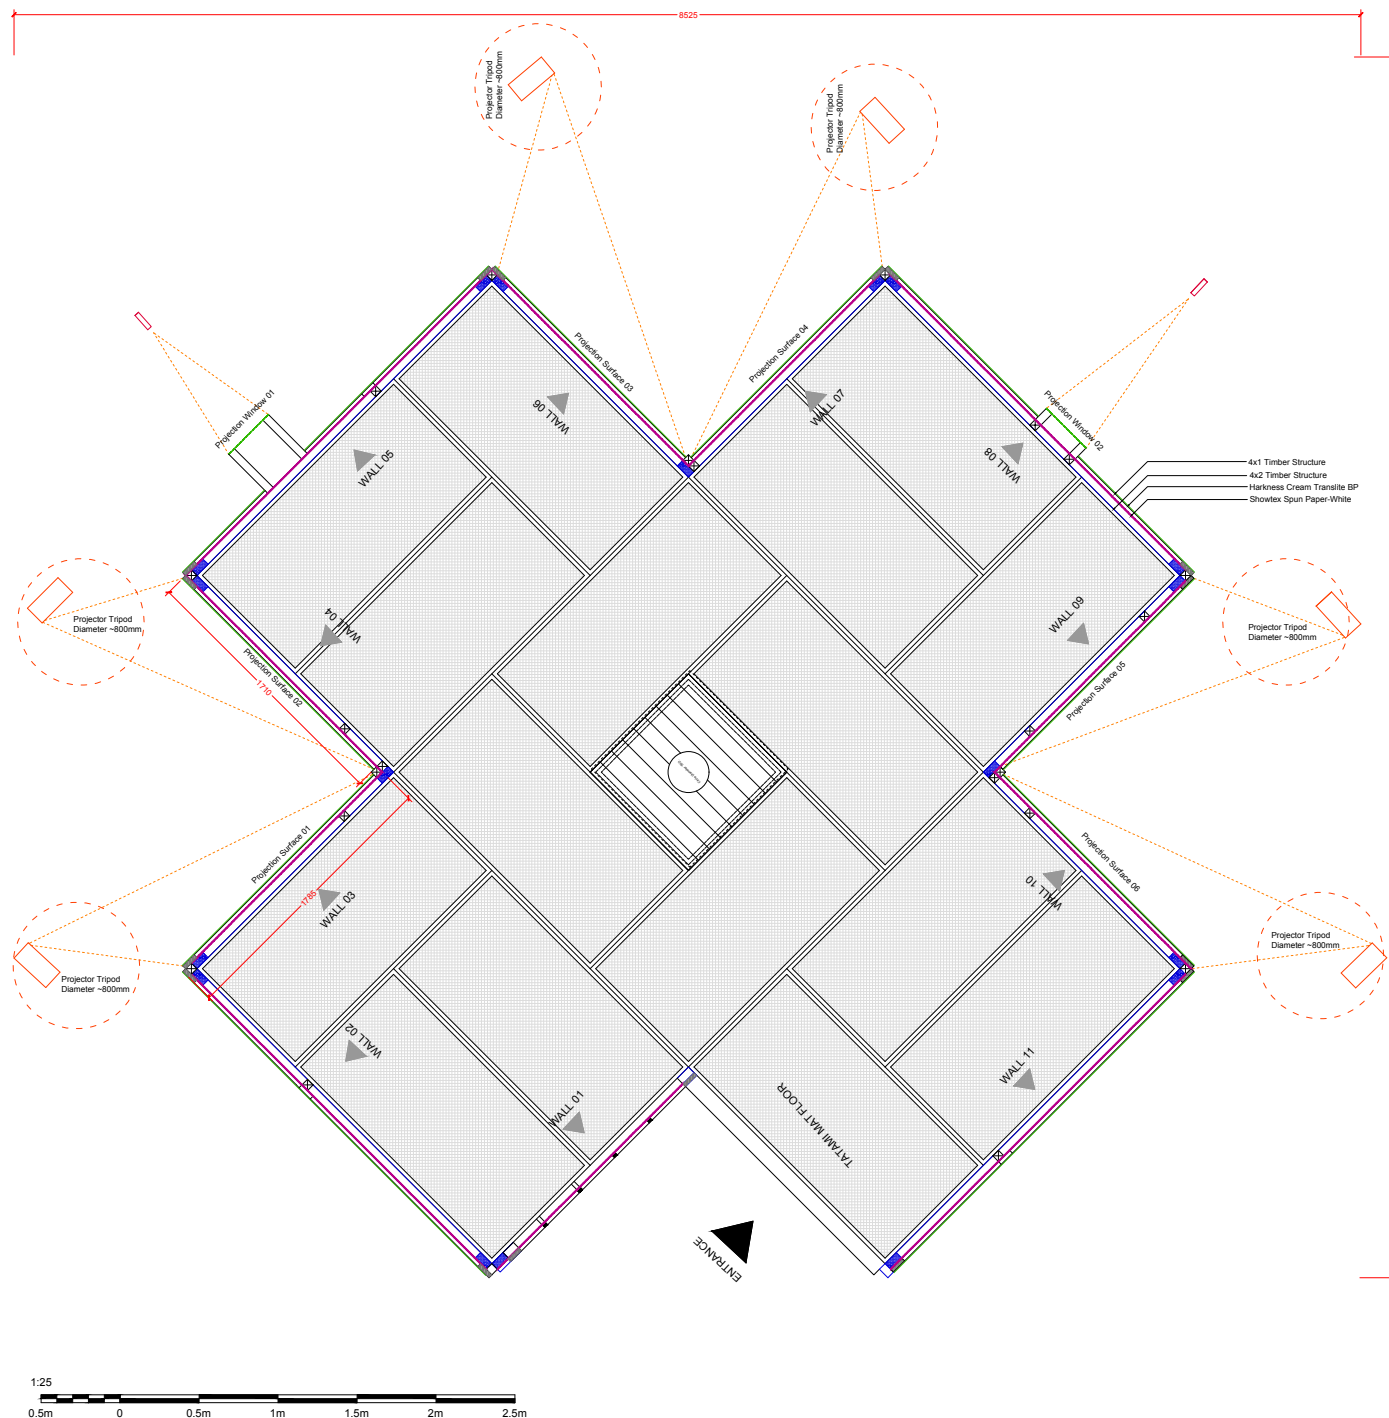 8525
Projector Tripod
Diameter ~800mm
Projector Tripod
Diameter ~800mm
Projection Surface 03
Projection Surface 04
Projection Window 01
Projection Window 02
WALL 06
WALL 07
WALL 05
WALL 08
4x1 Timber Structure
4x2 Timber Structure
Harkness Cream Translite BP
Showtex Spun Paper-White
Projector Tripod
Diameter ~800mm
WALL 04
WALL 09
Projector Tripod
Diameter ~800mm
Projection Surface 02
1710
Projection Surface 05
Projection Surface 01
Projection Surface 06
1785
WALL 03
WALL 10
Projector Tripod
Diameter ~800mm
Projector Tripod
Diameter ~800mm
WALL 02
WALL 01
WALL 11
TATAMI MAT FLOOR
ENTRANCE
1:25
0.5m 0 0.5m 1m 1.5m 2m 2.5m